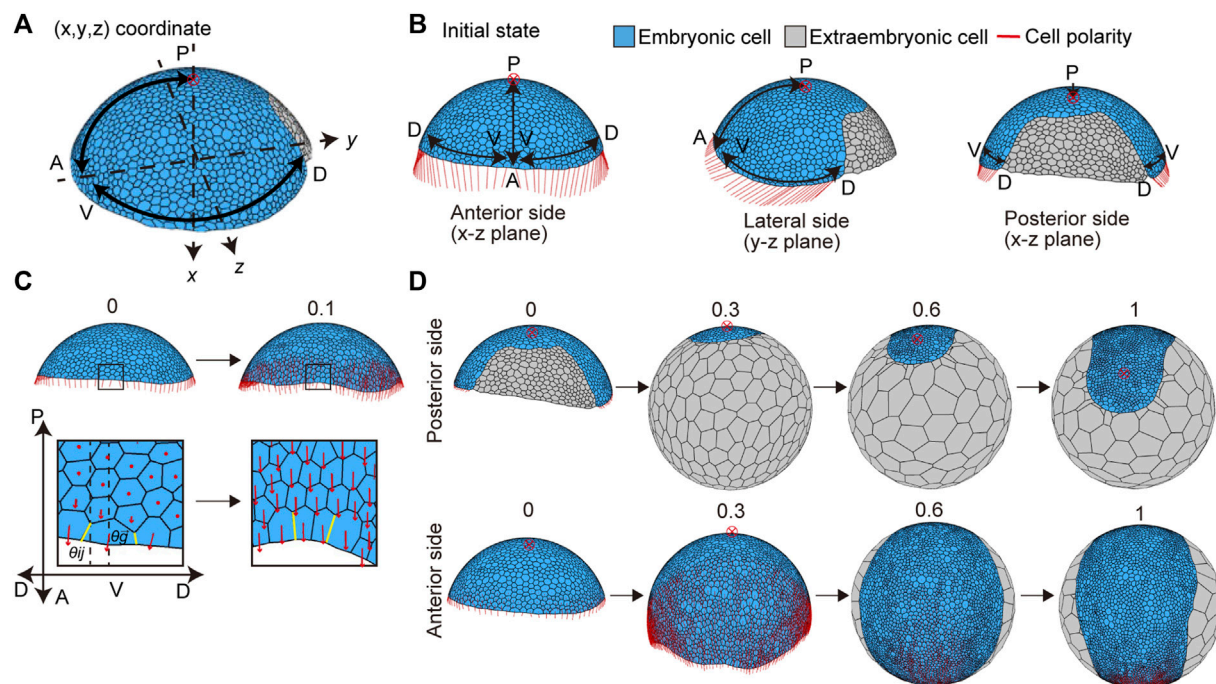 A
(x,y,z) coordinate
P
y
A
D
V
x
z
B
Initial state
Embryonic cell
Extraembryonic cell
Cell polarity
P
D
V
V
D
A
Anterior side
(x-z plane)
P
A
V
D
Lateral side
(y-z plane)
P
V
V
D
D
Posterior side
(x-z plane)
C
0
0.1
P
θij
θg
D
A
V
D
D
Posterior side
0
0.3
0.6
1
Anterior side
0
0.3
0.6
1